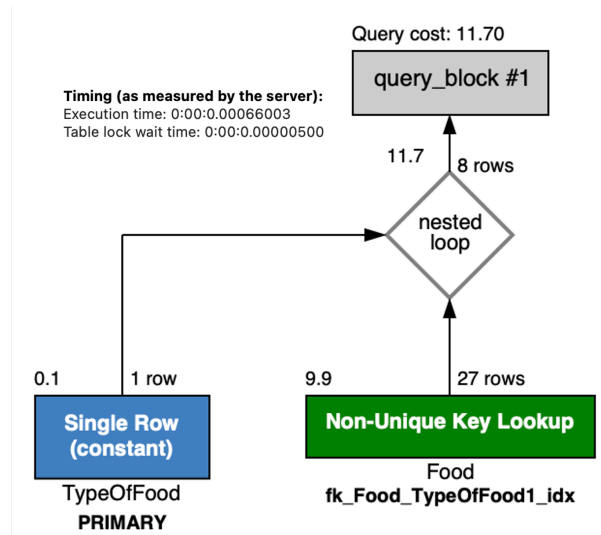 Query cost: 11.70
query_block #1
Timing (as measured by the server):
Execution time: 0:00:0.00066003
Table lock wait time: 0:00:0.00000500
11.7
8 rows
nested
loop
0.1
1 row
9.9
27 rows
Single Row
(constant)
Non-Unique Key Lookup
TypeOfFood
PRIMARY
Food
fk_Food_TypeOfFood1_idx